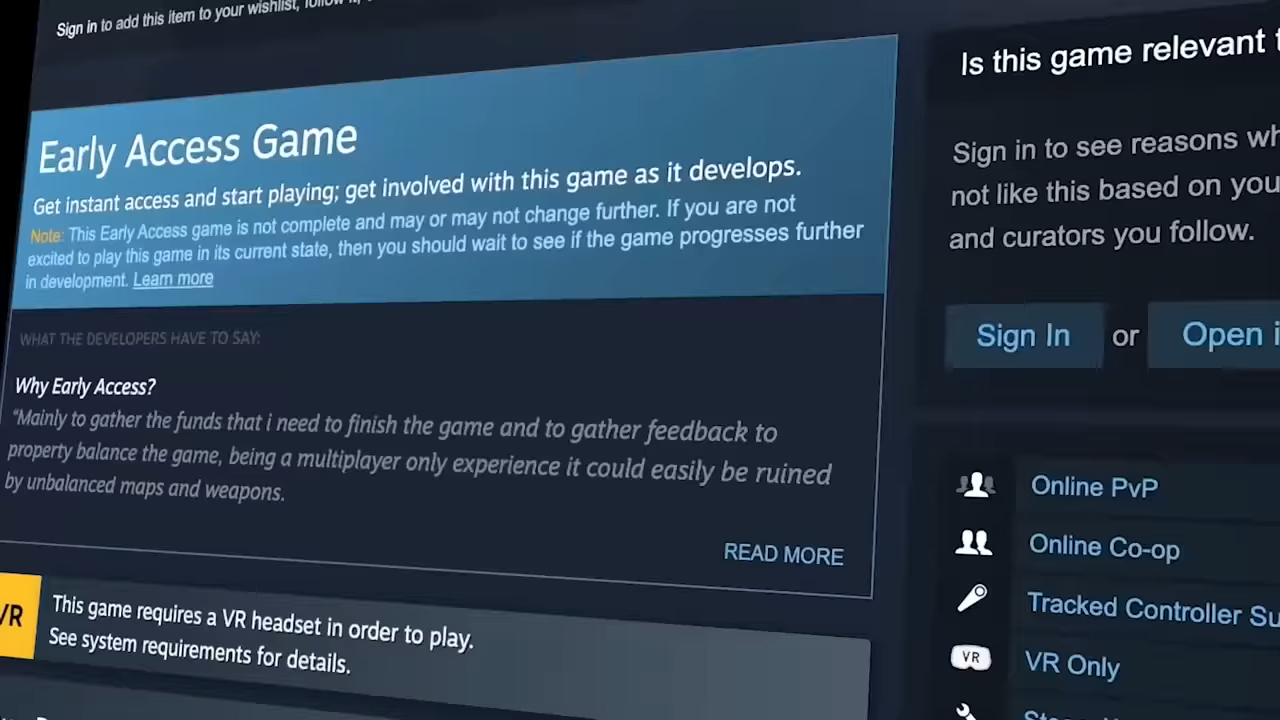 Sign in to add this item to your wishlist, follow it,
Early Access Game
Get instant access and start playing; get involved with this game as it develops.
Note: This Early Access game is not complete and may or may not change further. If you are not
excited to play this game in its current state, then you should wait to see if the game progresses further
in development. Learn more
WHAT THE DEVELOPERS HAVE TO SAY:
Why Early Access?
“Mainly to gather the funds that i need to finish the game and to gather feedback to
property balance the game, being a multiplayer only experience it could easily be ruined
by unbalanced maps and weapons.
READ MORE
VR
This game requires a VR headset in order to play.
See system requirements for details.
Is this game relevant
Sign in to see reasons
not like this based on
and curators you follow.
Sign In or Open
Online PvP
Online Co-op
Tracked Controller
VR VR Only